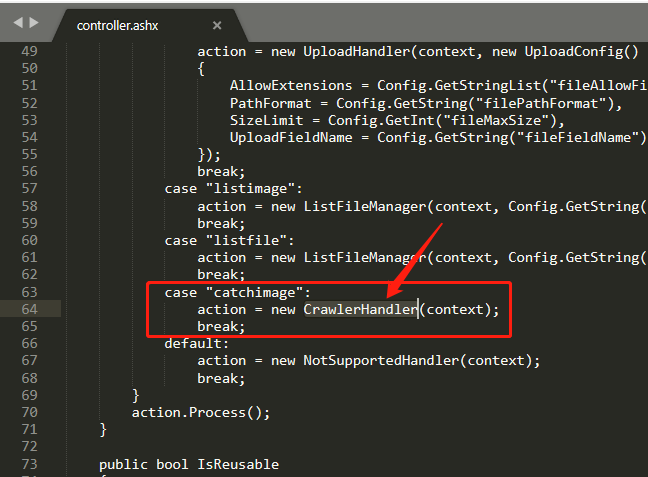 controller.ashx ×
49 action = new UploadHandler(context, new UploadConfig()
50 {
51 AllowExtensions = Config.GetStringList("fileAllowFi
52 PathFormat = Config.GetString("filePathFormat"),
53 SizeLimit = Config.GetInt("fileMaxSize"),
54 UploadFieldName = Config.GetString("fileFieldName")
55 });
56 break;
57 case "listimage":
58 action = new ListFileManager(context, Config.GetString(
59 break;
60 case "listfile":
61 action = new ListFileManager(context, Config.GetString(
62 break;
63 case "catchimage":
64 action = new CrawlerHandler(context);
65 break;
66 default:
67 action = new NotSupportedHandler(context);
68 break;
69 }
70 action.Process();
71 }
72
73 public bool IsReusable